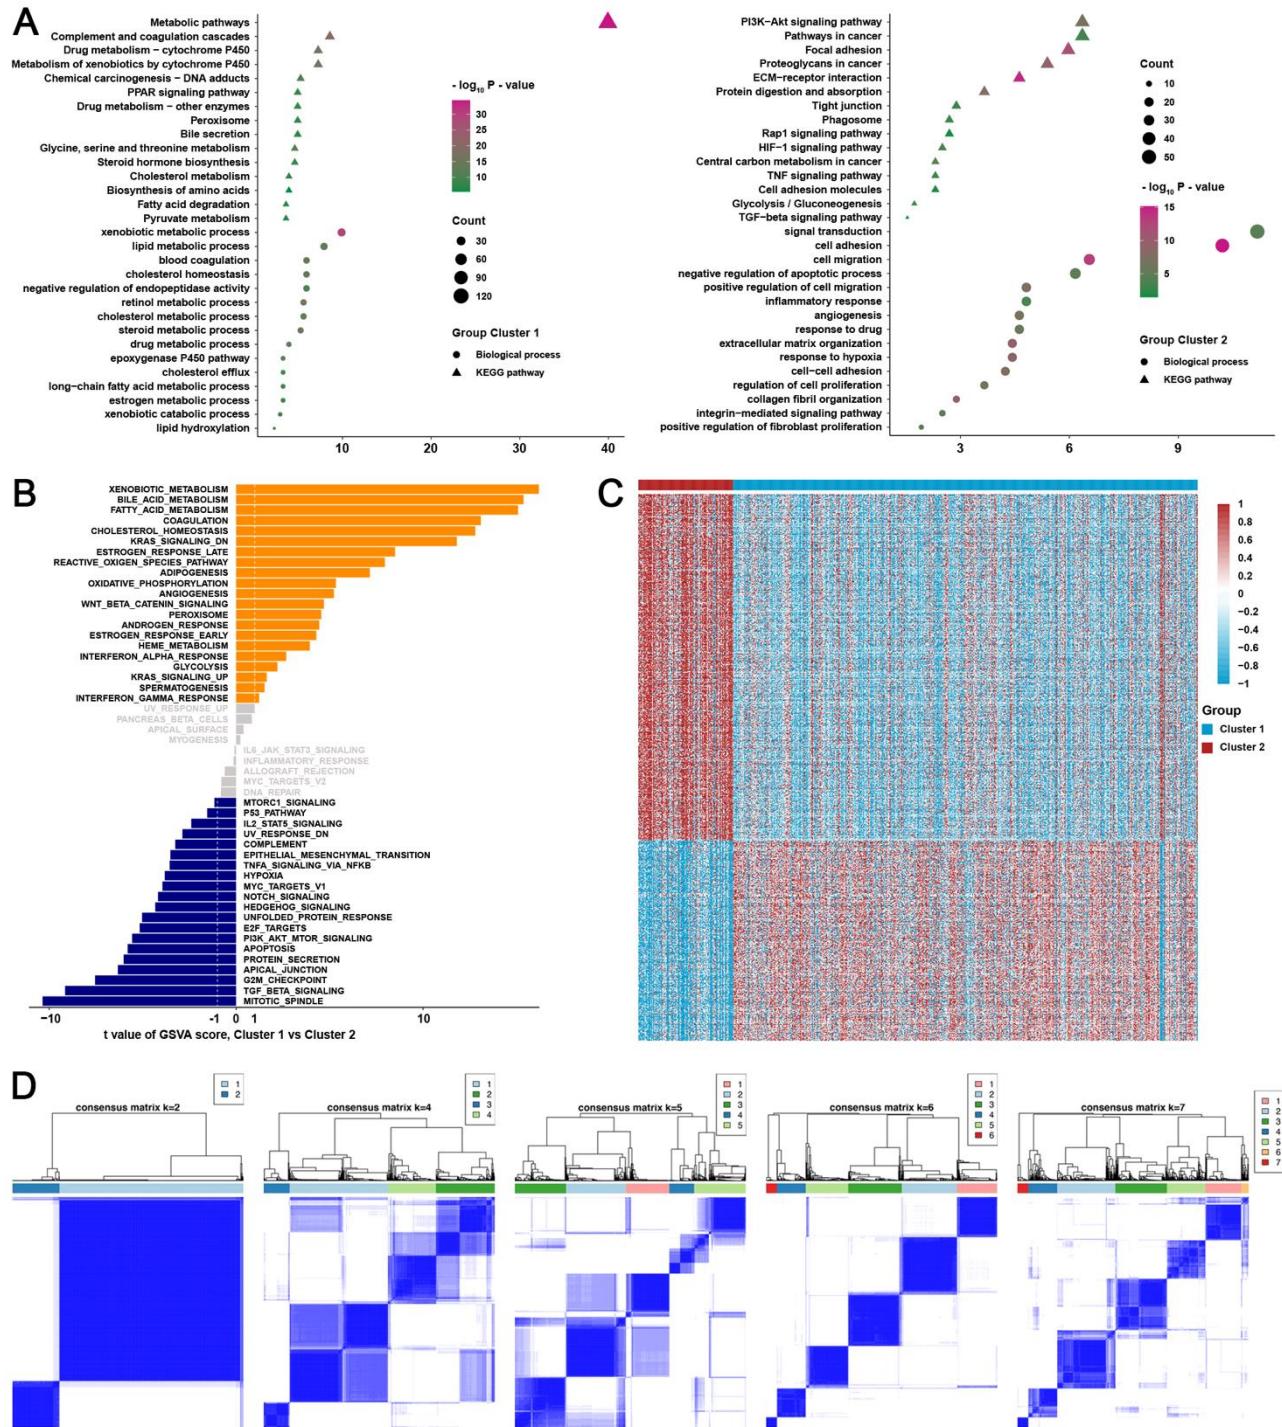 A
Metabolic pathways
Complement and coagulation cascades
Drug metabolism − cytochrome P450
Metabolism of xenobiotics by cytochrome P450
Chemical carcinogenesis − DNA adducts
PPAR signaling pathway
Drug metabolism − other enzymes
Peroxisome
Bile secretion
Glycine, serine and threonine metabolism
Steroid hormone biosynthesis
Cholesterol metabolism
Biosynthesis of amino acids
Fatty acid degradation
Pyruvate metabolism
xenobiotic metabolic process
lipid metabolic process
blood coagulation
cholesterol homeostasis
negative regulation of endopeptidase activity
retinol metabolic process
cholesterol metabolic process
steroid metabolic process
drug metabolic process
epoxygenase P450 pathway
cholesterol efflux
long−chain fatty acid metabolic process
estrogen metabolic process
xenobiotic catabolic process
lipid hydroxylation
10 20 30 40
- log10 P - value
30
25
20
15
10
Count
30
60
90
120
Group Cluster 1
Biological process
KEGG pathway
PI3K−Akt signaling pathway
Pathways in cancer
Focal adhesion
Proteoglycans in cancer
ECM−receptor interaction
Protein digestion and absorption
Tight junction
Phagosome
Rap1 signaling pathway
HIF−1 signaling pathway
Central carbon metabolism in cancer
TNF signaling pathway
Cell adhesion molecules
Glycolysis / Gluconeogenesis
TGF−beta signaling pathway
signal transduction
cell adhesion
cell migration
negative regulation of apoptotic process
positive regulation of cell migration
inflammatory response
angiogenesis
response to drug
extracellular matrix organization
response to hypoxia
cell−cell adhesion
regulation of cell proliferation
collagen fibril organization
integrin−mediated signaling pathway
positive regulation of fibroblast proliferation
3 6 9
Count
10
20
30
40
50
- log10 P - value
15
10
5
Group Cluster 2
Biological process
KEGG pathway
B
XENOBIOTIC_METABOLISM
BILE_ACID_METABOLISM
FATTY_ACID_METABOLISM
COAGULATION
CHOLESTEROL_HOMEOSTASIS
KRAS_SIGNALING_DN
ESTROGEN_RESPONSE_LATE
REACTIVE_OXIGEN_SPECIES_PATHWAY
ADIPOGENESIS
OXIDATIVE_PHOSPHORYLATION
ANGIOGENESIS
WNT_BETA_CATENIN_SIGNALING
PEROXISOME
ANDROGEN_RESPONSE
ESTROGEN_RESPONSE_EARLY
HEME_METABOLISM
INTERFERON_ALPHA_RESPONSE
GLYCOLYSIS
KRAS_SIGNALING_UP
SPERMATOGENESIS
INTERFERON_GAMMA_RESPONSE
UV_RESPONSE_UP
PANCREAS_BETA_CELLS
APICAL_SURFACE
MYOGENESIS
IL6_JAK_STAT3_SIGNALING
INFLAMMATORY_RESPONSE
ALLOGRAFT_REJECTION
MYC_TARGETS_V2
DNA_REPAIR
MTORC1_SIGNALING
P53_PATHWAY
IL2_STAT5_SIGNALING
UV_RESPONSE_DN
COMPLEMENT
EPITHELIAL_MESENCHYMAL_TRANSITION
TNFA_SIGNALING_VIA_NFKB
HYPOXIA
MYC_TARGETS_V1
NOTCH_SIGNALING
HEDGEHOG_SIGNALING
UNFOLDED_PROTEIN_RESPONSE
E2F_TARGETS
PI3K_AKT_MTOR_SIGNALING
APOPTOSIS
PROTEIN_SECRETION
APICAL_JUNCTION
G2M_CHECKPOINT
TGF_BETA_SIGNALING
MITOTIC_SPINDLE
−10 -1 0 1 10
t value of GSVA score, Cluster 1 vs Cluster 2
C
1
0.8
0.6
0.4
0.2
0
−0.2
−0.4
−0.6
−0.8
−1
Group
Cluster 1
Cluster 2
D
consensus matrix k=2
1
2
consensus matrix k=4
1
2
3
4
consensus matrix k=5
1
2
3
4
5
consensus matrix k=6
1
2
3
4
5
6
consensus matrix k=7
1
2
3
4
5
6
7